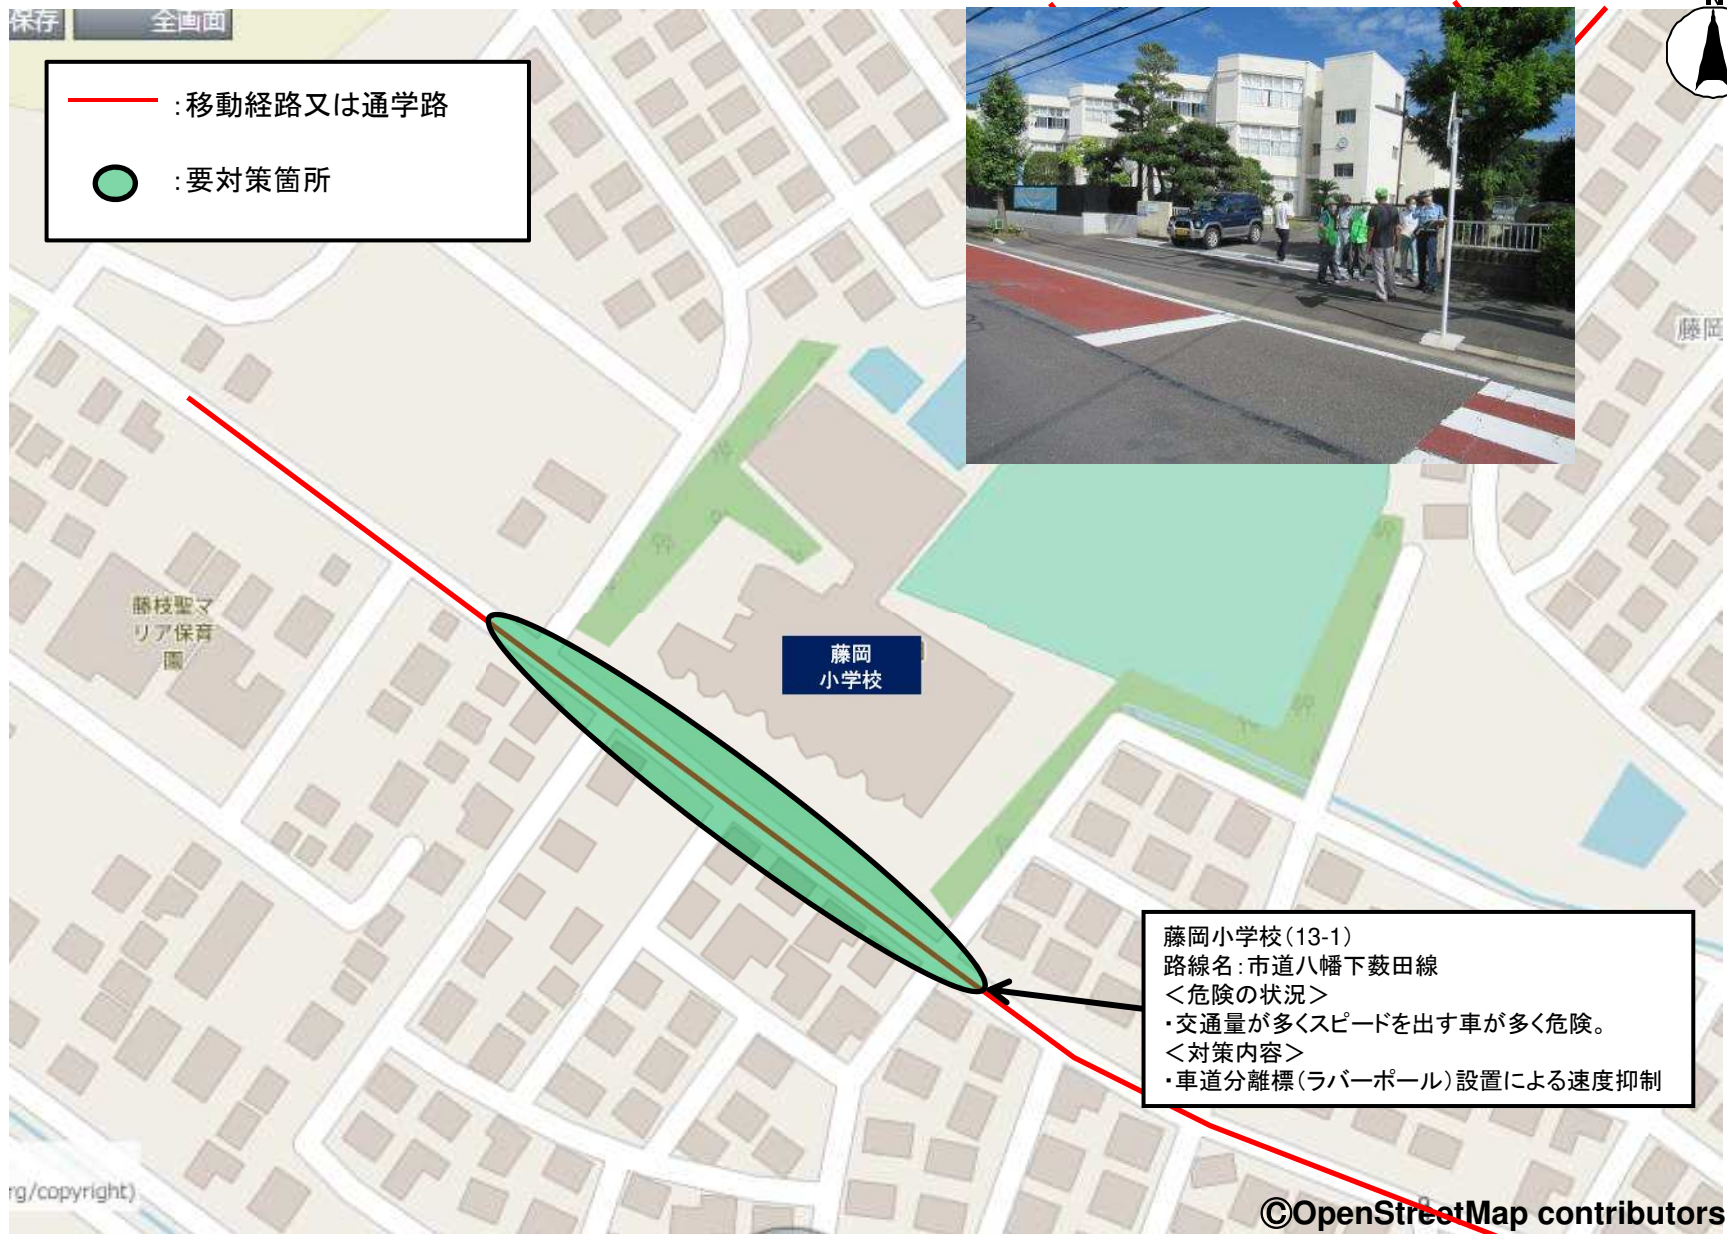 保存
全画面
N
:移動経路又は通学路
:要対策箇所
藤岡
藤枝聖マ
リア保育
園
藤岡
小学校
藤岡小学校(13-1)
路線名:市道八幡下薮田線
<危険の状況>
・交通量が多くスピードを出す車が多く危険。
<対策内容>
・車道分離標(ラバーポール)設置による速度抑制
rg/copyright)
©OpenStreetMap contributors